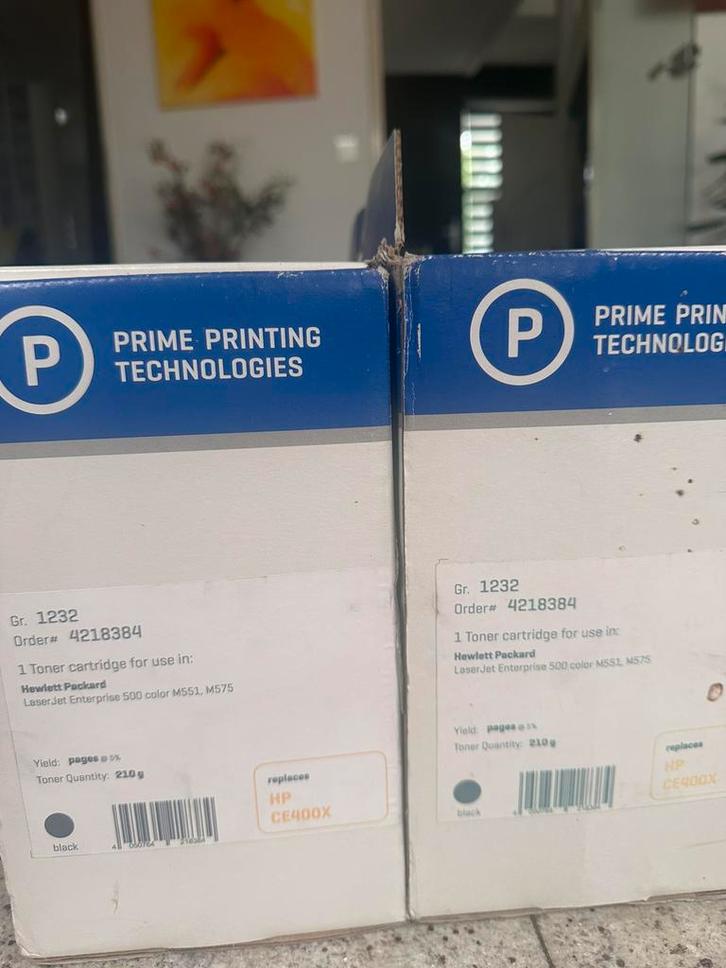 P
PRIME PRINTING
TECHNOLOGIES
Gr. 1232
Order# 4218384
1 Toner cartridge for use in:
Hewlett Packard
LaserJet Enterprise 500 color M551, M575
Yield: pages @ 5%
Toner Quantity: 210 g
black
4 050764 218384
replaces
HP
CE400X
P
PRIME PRIN
TECHNOLOG
Gr. 1232
Order# 4218384
1 Toner cartridge for use in:
Hewlett Packard
LaserJet Enterprise 500 color M551, M575
Yield: pages @ 5%
Toner Quantity: 210 g
black
replaces
HP
CE400X